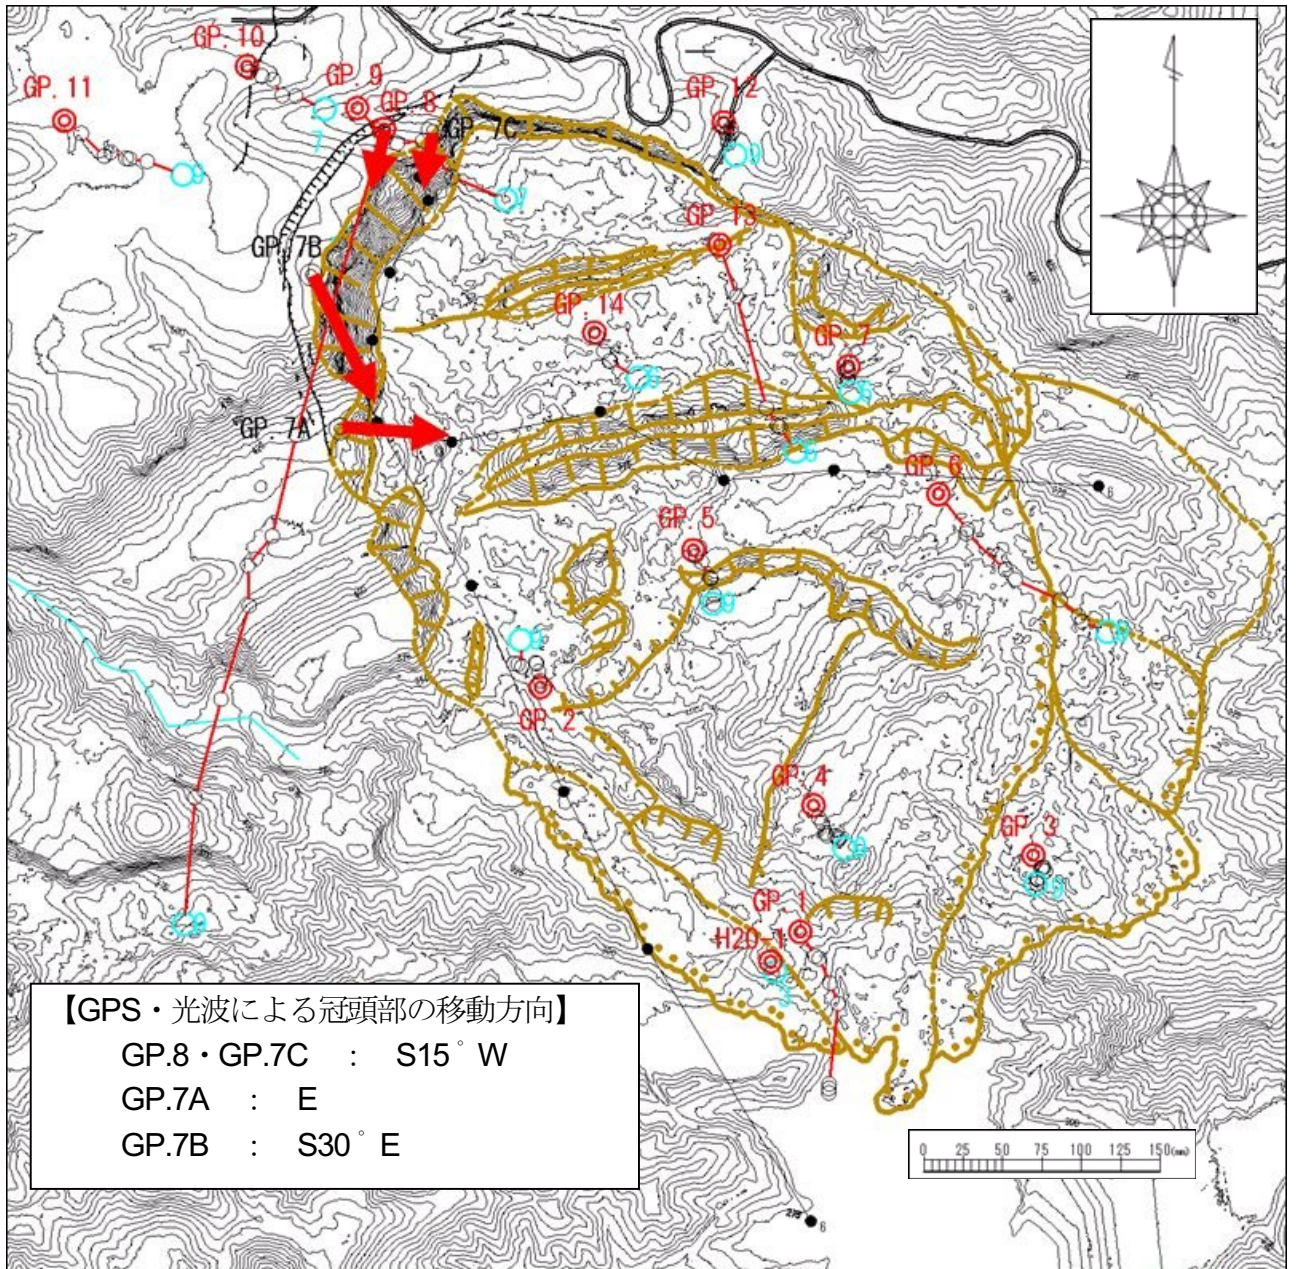 GP. 10
GP. 11
GP. 9
GP. 8
GP. 7C
GP. 12
GP. 7B
GP. 13
GP. 14
GP. 7
GP. 7A
GP. 6
GP. 5
GP. 2
GP. 4
GP. 3
GP. 1
H20-1
【GPS・光波による冠頭部の移動方向】
GP.8・GP.7C : S15° W
GP.7A : E
GP.7B : S30° E
0 25 50 75 100 125 150(mm)